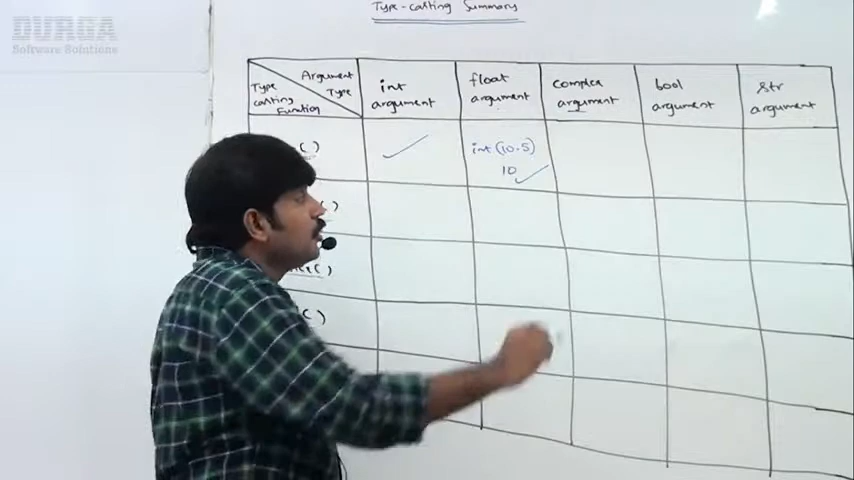 DURGA
Software Solutions
Type-casting Summary
Argument Type
Type casting Function
int argument
float argument
complex argument
bool argument
str argument
( )
int (10.5)
10
( )
( )
( )